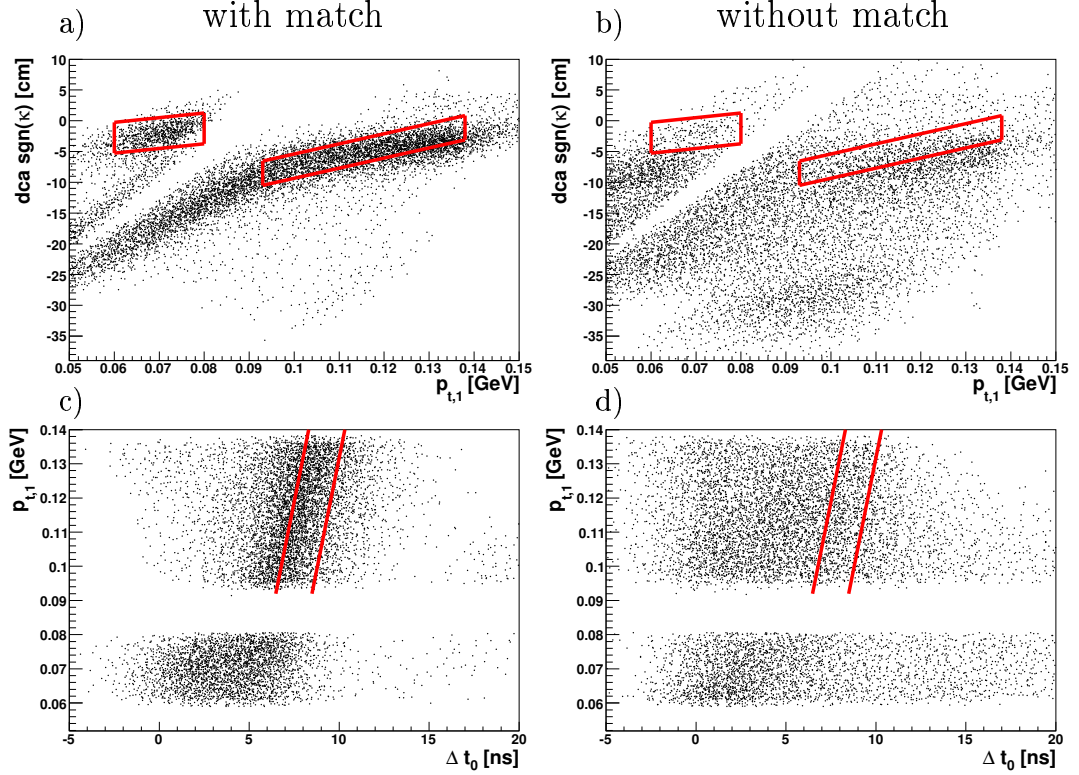 with match
without match
a)
b)
dca sgn(κ) [cm]
10
5
0
-5
-10
-15
-20
-25
-30
-35
0.05 0.06 0.07 0.08 0.09 0.1 0.11 0.12 0.13 0.14 0.15
p_{t,1} [GeV]
dca sgn(κ) [cm]
10
5
0
-5
-10
-15
-20
-25
-30
-35
0.05 0.06 0.07 0.08 0.09 0.1 0.11 0.12 0.13 0.14 0.15
p_{t,1} [GeV]
c)
d)
p_{t,1} [GeV]
0.14
0.13
0.12
0.11
0.1
0.09
0.08
0.07
0.06
-5 0 5 10 15 20
Δ t_0 [ns]
p_{t,1} [GeV]
0.14
0.13
0.12
0.11
0.1
0.09
0.08
0.07
0.06
-5 0 5 10 15 20
Δ t_0 [ns]